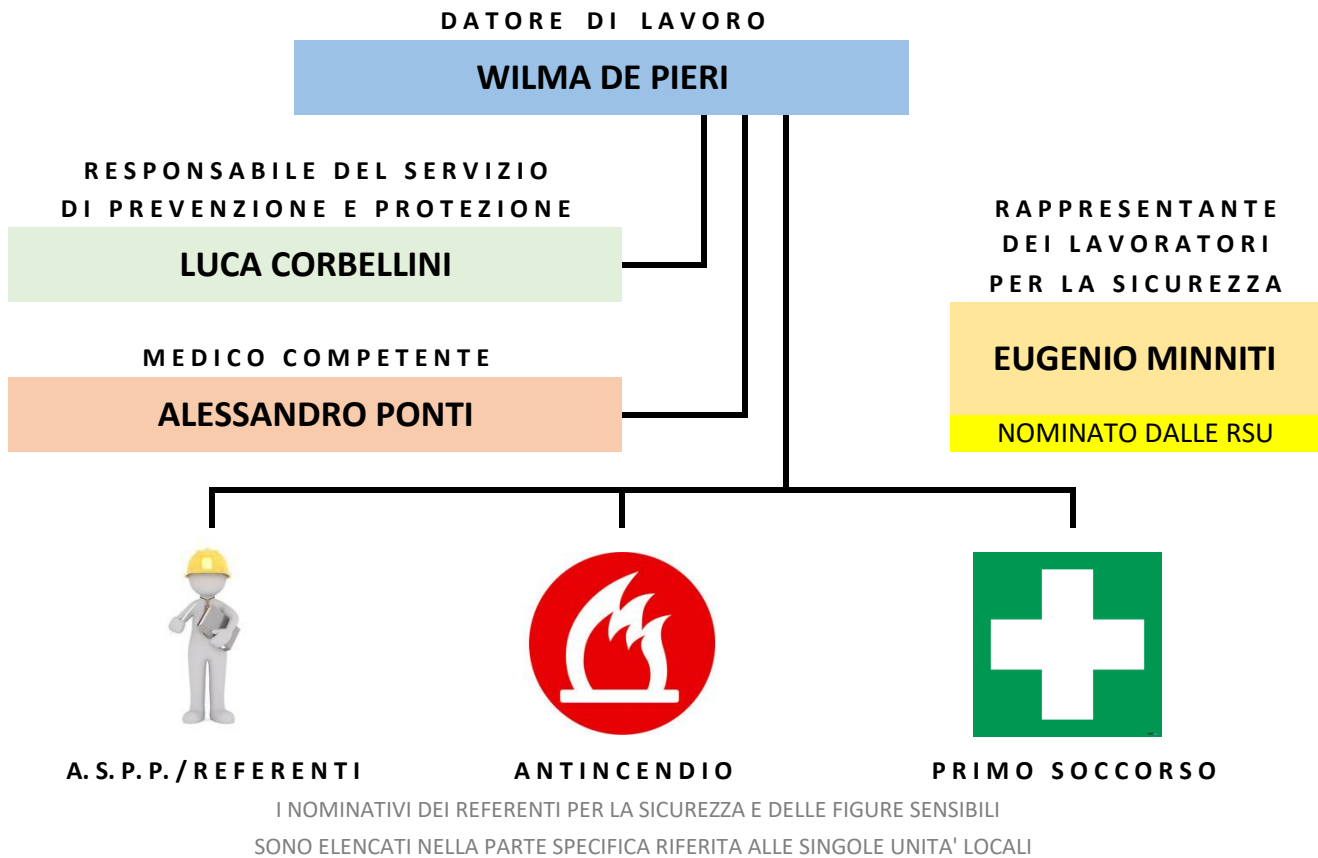 DATORE DI LAVORO
WILMA DE PIERI
RESPONSABILE DEL SERVIZIO
DI PREVENZIONE E PROTEZIONE
LUCA CORBELLINI
MEDICO COMPETENTE
ALESSANDRO PONTI
RAPPRESENTANTE
DEI LAVORATORI
PER LA SICUREZZA
EUGENIO MINNITI
NOMINATO DALLE RSU
A.S.P.P./REFERENTI
ANTINCENDIO
PRIMO SOCCORSO
I NOMINATIVI DEI REFERENTI PER LA SICUREZZA E DELLE FIGURE SENSIBILI
SONO ELENCATI NELLA PARTE SPECIFICA RIFERITA ALLE SINGOLE UNITA' LOCALI